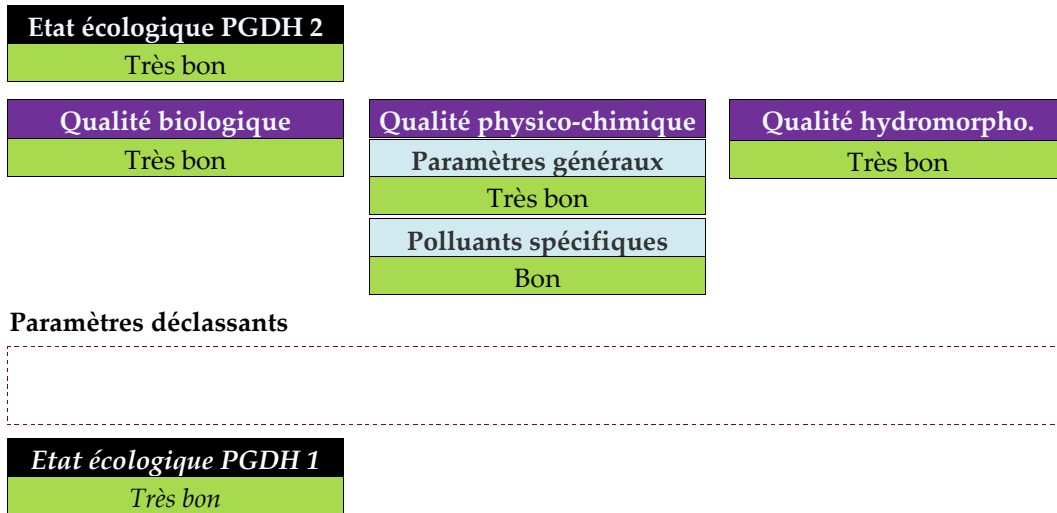 Etat écologique PGDH 2
Très bon
Qualité biologique
Très bon
Qualité physico-chimique
Paramètres généraux
Très bon
Polluants spécifiques
Bon
Qualité hydromorpho.
Très bon
Paramètres déclassants
Etat écologique PGDH 1
Très bon